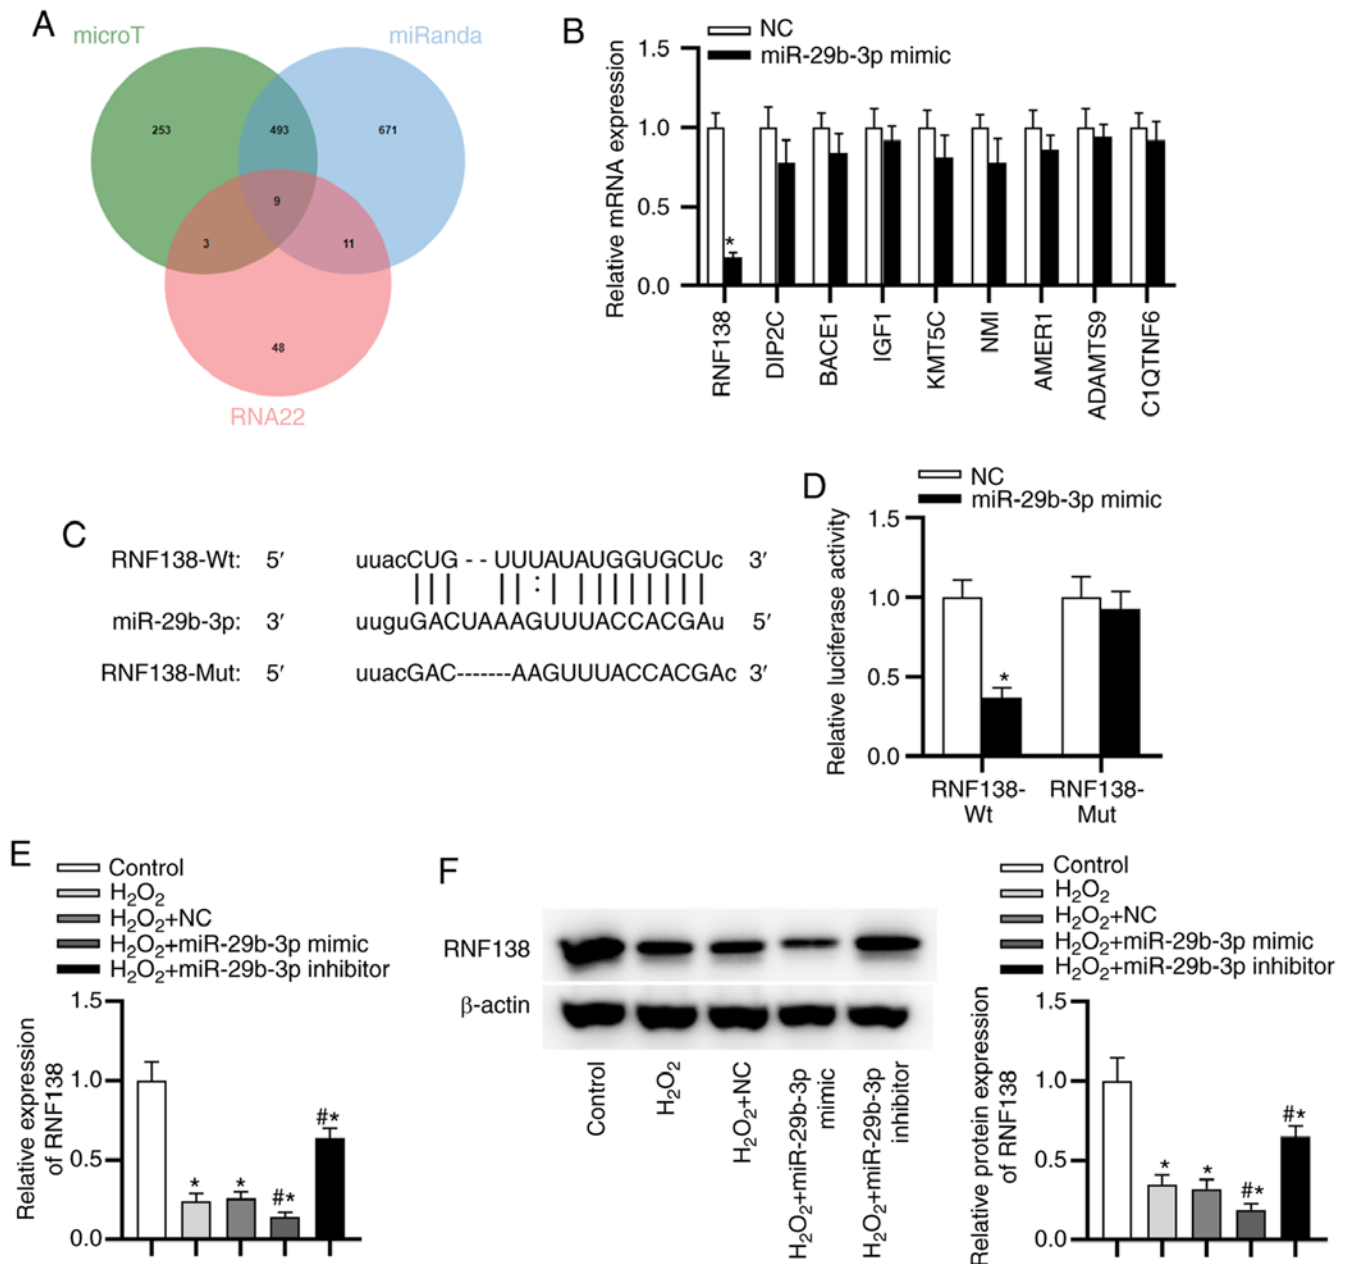 A
microT
miRanda
253
493
671
9
3
11
48
RNA22
B
NC
miR-29b-3p mimic
Relative mRNA expression
1.5
1.0
0.5
0.0
*
RNF138
DIP2C
BACE1
IGF1
KMT5C
NMI
AMER1
ADAMTS9
C1QTNF6
C
RNF138-Wt: 5′ uuacCUG--UUUAUAUGGUGCUc 3′
miR-29b-3p: 3′ uuguGACUAAAGUUUACCACGAu 5′
RNF138-Mut: 5′ uuacGAC-------AAGUUUACCACGAc 3′
D
NC
miR-29b-3p mimic
Relative luciferase activity
1.5
1.0
0.5
0.0
*
RNF138-
Wt
RNF138-
Mut
E
Control
H₂O₂
H₂O₂+NC
H₂O₂+miR-29b-3p mimic
H₂O₂+miR-29b-3p inhibitor
Relative expression
of RNF138
1.5
1.0
0.5
0.0
*
*
#*
#*
F
RNF138
β-actin
Control
H₂O₂
H₂O₂+NC
H₂O₂+miR-29b-3p
mimic
H₂O₂+miR-29b-3p
inhibitor
Control
H₂O₂
H₂O₂+NC
H₂O₂+miR-29b-3p mimic
H₂O₂+miR-29b-3p inhibitor
Relative protein expression
of RNF138
1.5
1.0
0.5
0.0
*
*
#*
#*